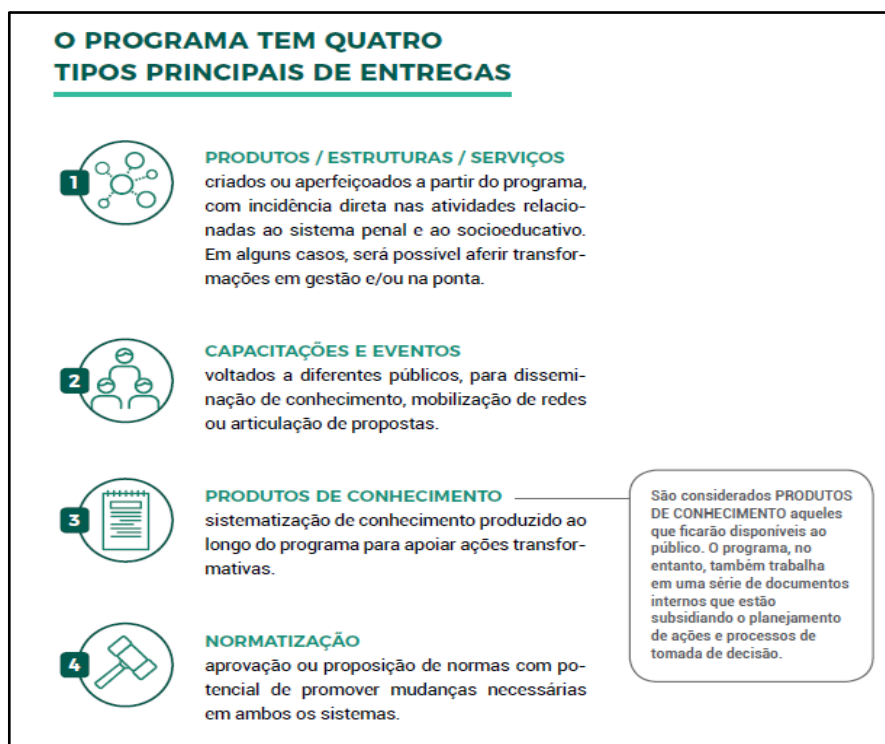 O PROGRAMA TEM QUATRO
TIPOS PRINCIPAIS DE ENTREGAS
1
PRODUTOS / ESTRUTURAS / SERVIÇOS
criados ou aperfeiçoados a partir do programa,
com incidência direta nas atividades relacio-
nadas ao sistema penal e ao socioeducativo.
Em alguns casos, será possível aferir transfor-
mações em gestão e/ou na ponta.
2
CAPACITAÇÕES E EVENTOS
voltados a diferentes públicos, para dissemi-
nação de conhecimento, mobilização de redes
ou articulação de propostas.
3
PRODUTOS DE CONHECIMENTO
sistematização de conhecimento produzido ao
longo do programa para apoiar ações transfor-
mativas.
São considerados PRODUTOS
DE CONHECIMENTO aqueles
que ficarão disponíveis ao
público. O programa, no
entanto, também trabalha
em uma série de documentos
internos que estão
subsidiando o planejamento
de ações e processos de
tomada de decisão.
4
NORMATIZAÇÃO
aprovação ou proposição de normas com po-
tencial de promover mudanças necessárias
em ambos os sistemas.